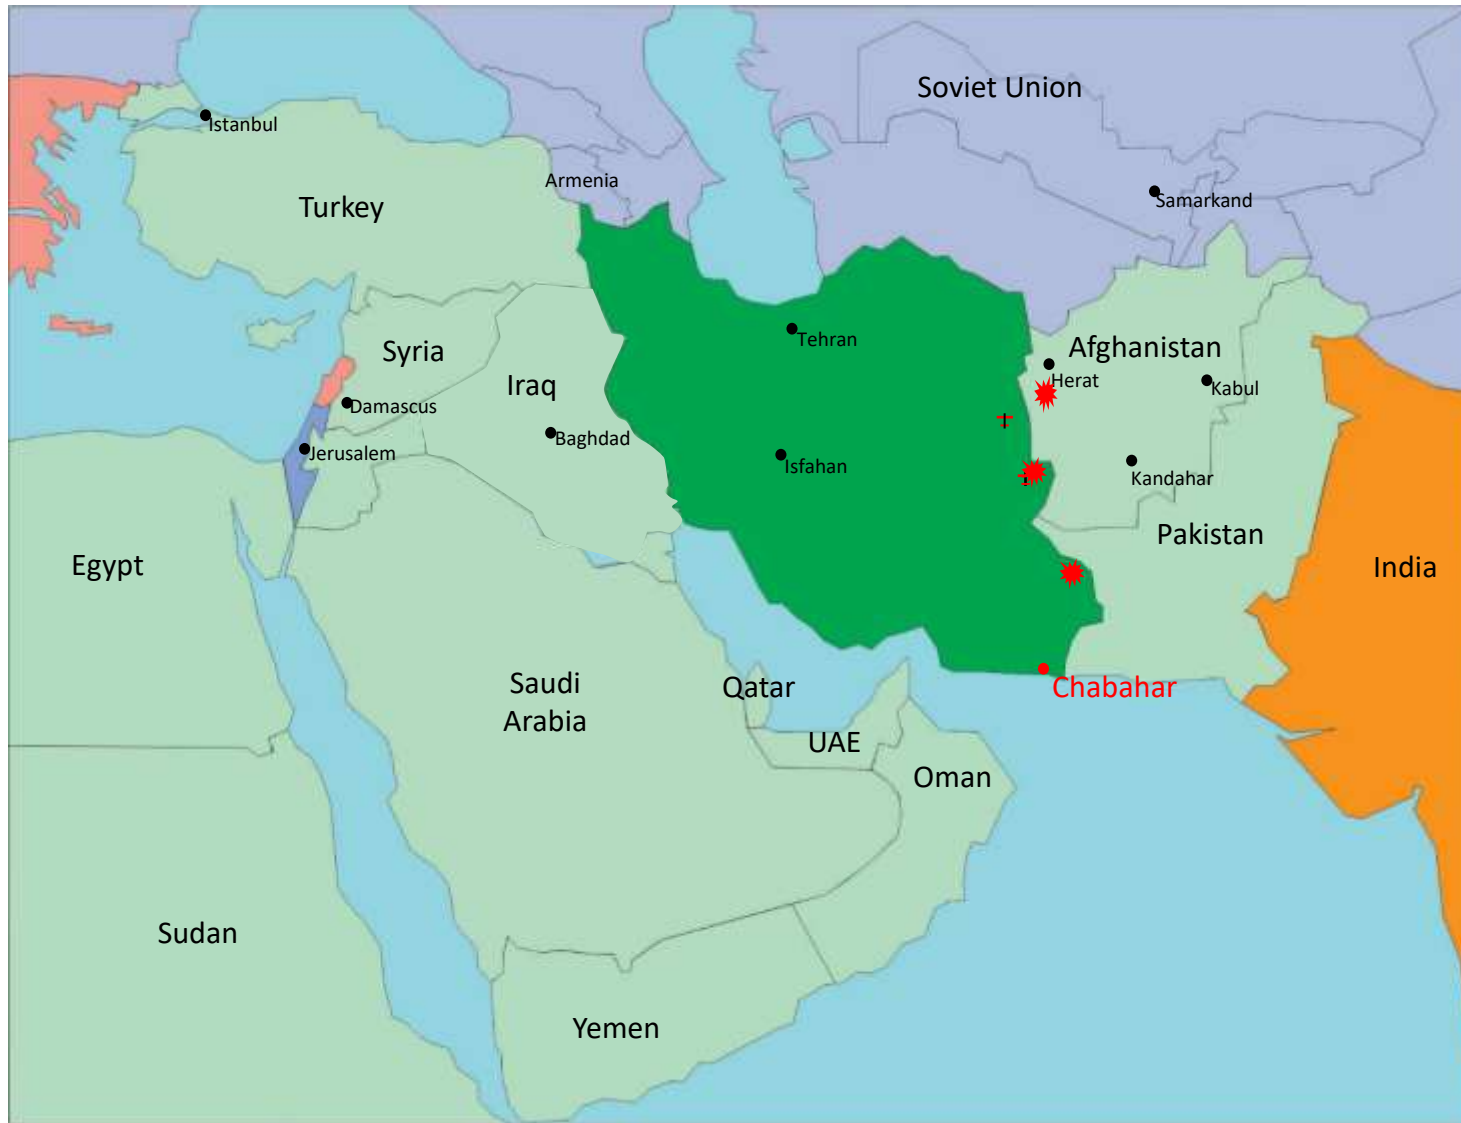 Soviet Union
Istanbul
Armenia
Samarkand
Turkey
Tehran
Afghanistan
Syria
Herat
Iraq
Kabul
Damascus
Baghdad
Jerusalem
Isfahan
Kandahar
Pakistan
Egypt
India
Saudi
Arabia
Qatar
Chabahar
UAE
Oman
Sudan
Yemen